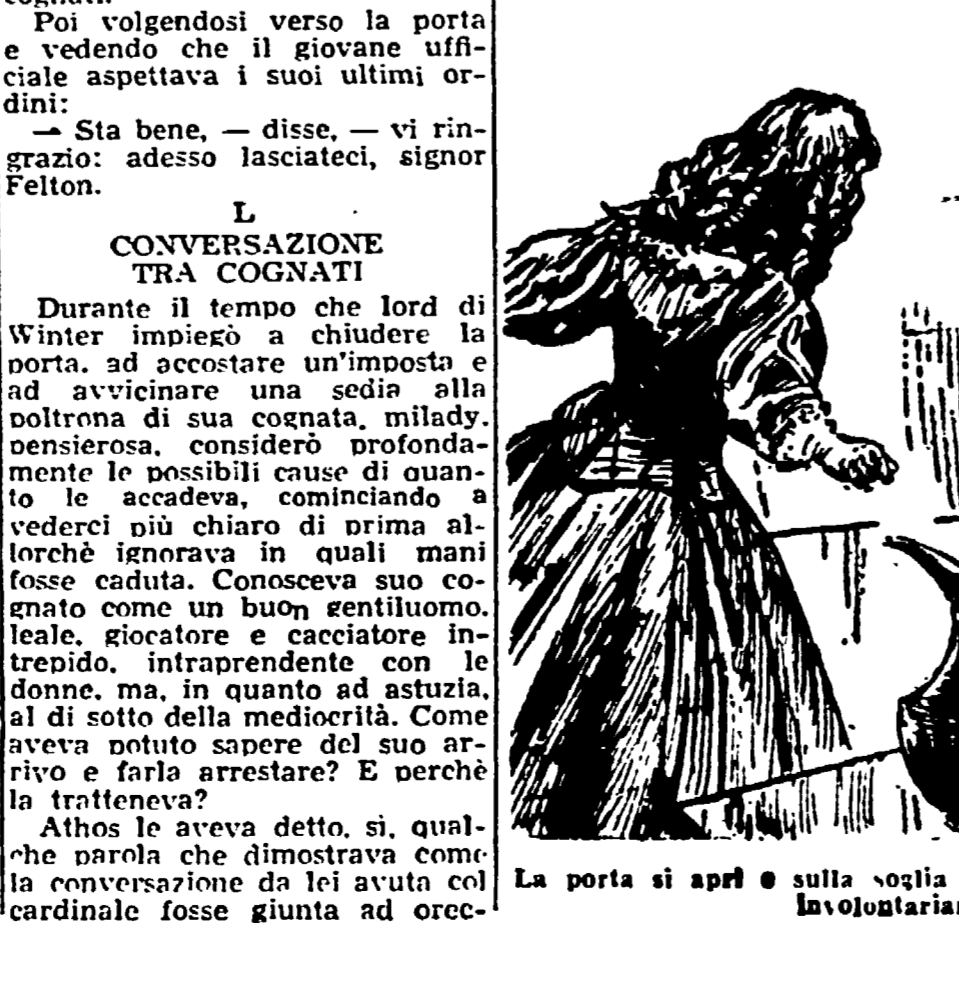 Poi volgendosi verso la porta
e vedendo che il giovane uffi-
ciale aspettava i suoi ultimi or-
dini:
— Sta bene, — disse, — vi rin-
grazio: adesso lasciateci, signor
Felton.
L
CONVERSAZIONE
TRA COGNATI
Durante il tempo che lord di
Winter impiegò a chiudere la
porta, ad accostare un'imposta e
ad avvicinare una sedia alla
poltrona di sua cognata, milady,
pensierosa, considerò profonda-
mente le possibili cause di quan-
to le accadeva, cominciando a
vederci più chiaro di prima al-
lorchè ignorava in quali mani
fosse caduta. Conosceva suo co-
gnato come un buon gentiluomo,
leale, giocatore e cacciatore in-
trepido, intraprendente con le
donne, ma, in quanto ad astuzia,
al di sotto della mediocrità. Come
aveva potuto sapere del suo ar-
rivo e farla arrestare? E perchè
la tratteneva?
Athos le aveva detto, sì, qual-
che parola che dimostrava come
la conversazione da lei avuta col
cardinale fosse giunta ad orec-
La porta si aprì e sulla soglia